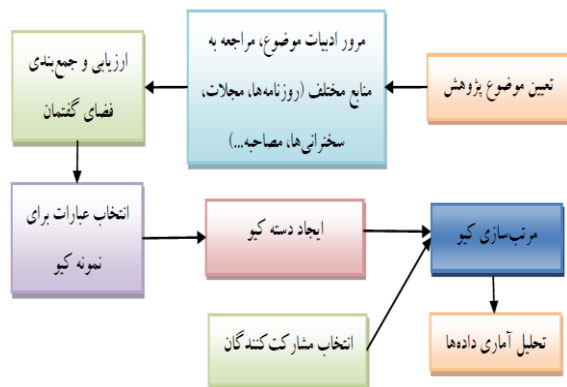 تعیین موضوع پژوهش
مرور ادبیات موضوع، مراجعه به
منابع مختلف (روزنامه‌ها، مجلات،
سخنرانی‌ها، مصاحبه...)
ارزیابی و جمع‌بندی
فضای گفتمان
انتخاب عبارات برای
نمونه کیو
ایجاد دسته کیو
مرتب‌سازی کیو
انتخاب مشارکت‌کنندگان
تحلیل آماری داده‌ها